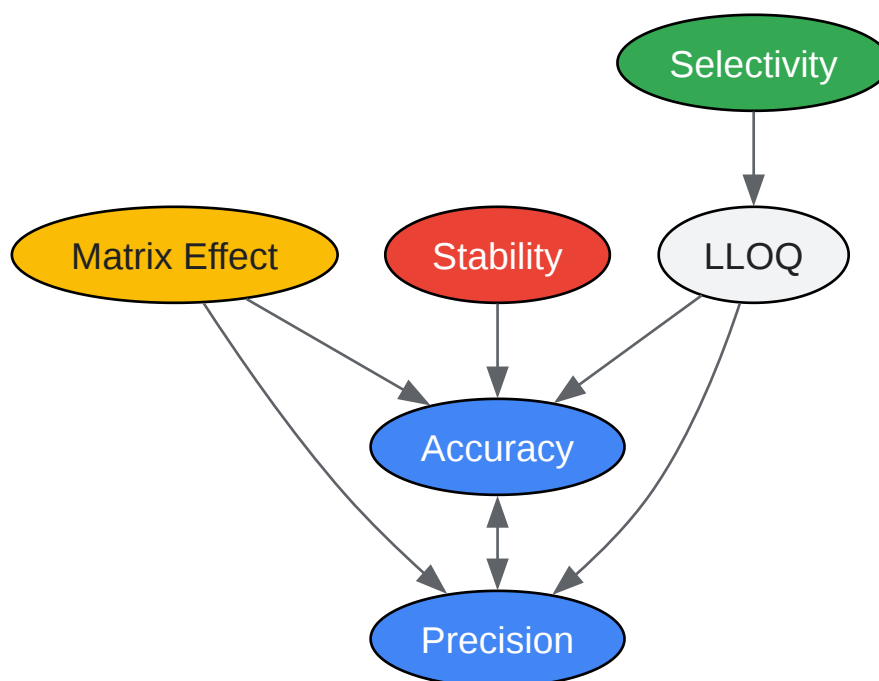 Selectivity
Matrix Effect
Stability
LLOQ
Accuracy
Precision